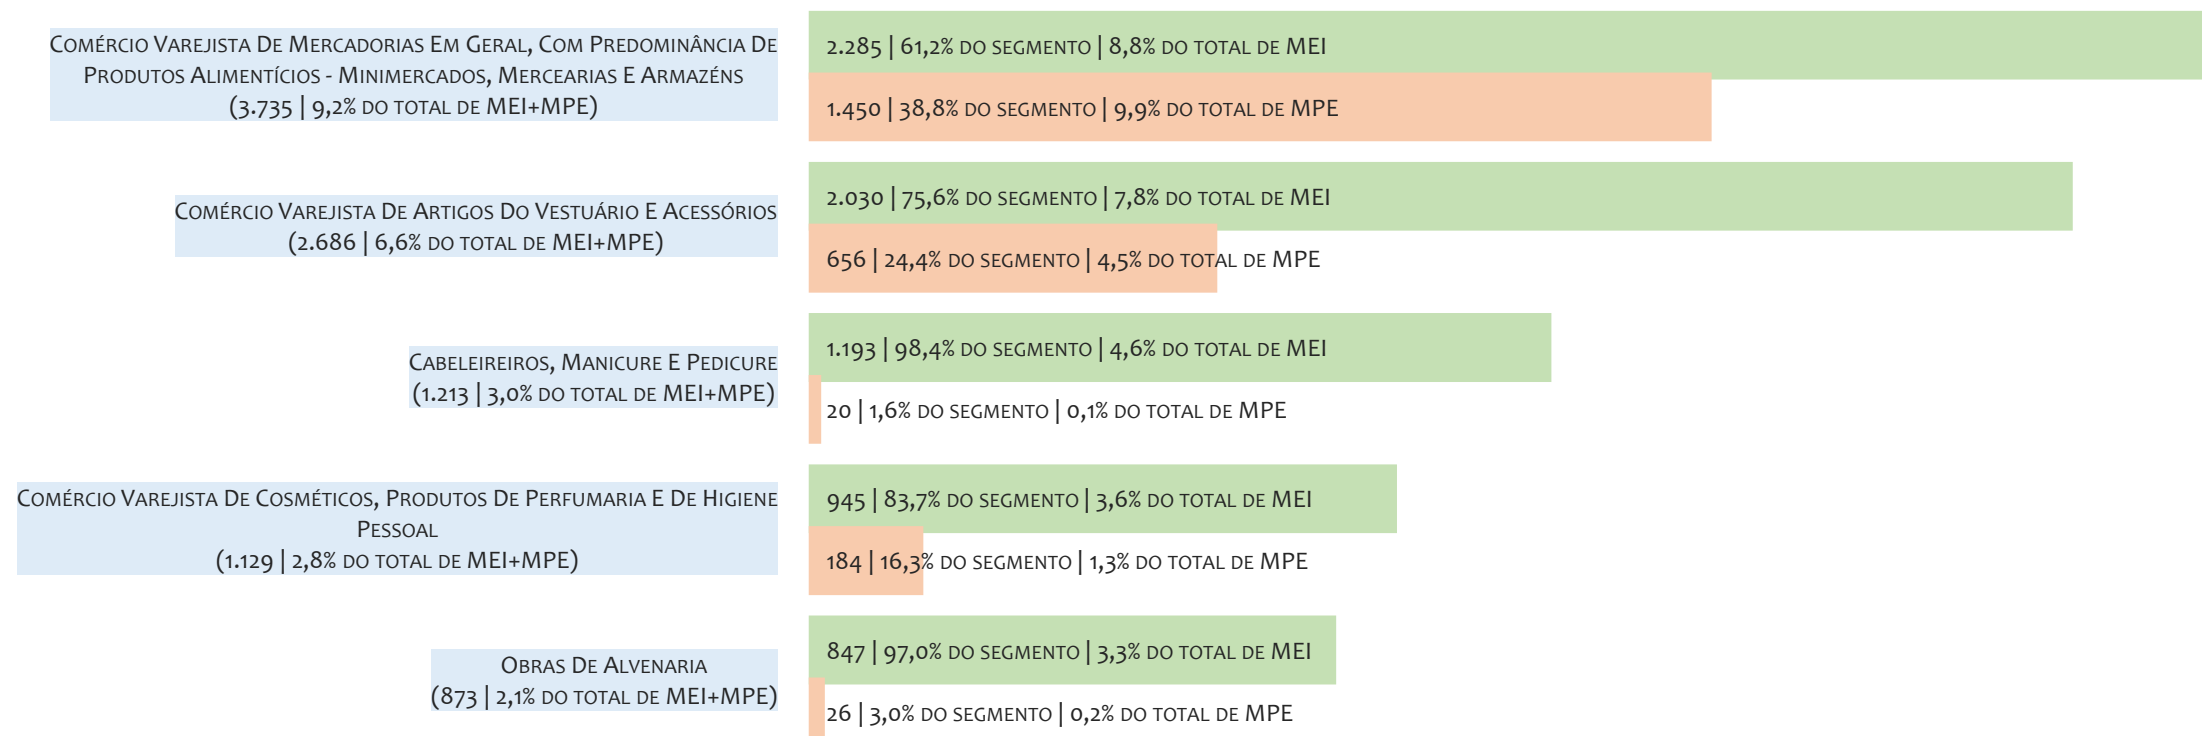 Comércio Varejista De Mercadorias Em Geral, Com Predominância De
Produtos Alimentícios - Minimercados, Mercearias E Armazéns
(3.735 | 9,2% do total de MEI+MPE)
2.285 | 61,2% do segmento | 8,8% do total de MEI
1.450 | 38,8% do segmento | 9,9% do total de MPE
Comércio Varejista De Artigos Do Vestuário E Acessórios
(2.686 | 6,6% do total de MEI+MPE)
2.030 | 75,6% do segmento | 7,8% do total de MEI
656 | 24,4% do segmento | 4,5% do total de MPE
Cabeleireiros, Manicure E Pedicure
(1.213 | 3,0% do total de MEI+MPE)
1.193 | 98,4% do segmento | 4,6% do total de MEI
20 | 1,6% do segmento | 0,1% do total de MPE
Comércio Varejista De Cosméticos, Produtos De Perfumaria E De Higiene
Pessoal
(1.129 | 2,8% do total de MEI+MPE)
945 | 83,7% do segmento | 3,6% do total de MEI
184 | 16,3% do segmento | 1,3% do total de MPE
Obras De Alvenaria
(873 | 2,1% do total de MEI+MPE)
847 | 97,0% do segmento | 3,3% do total de MEI
26 | 3,0% do segmento | 0,2% do total de MPE